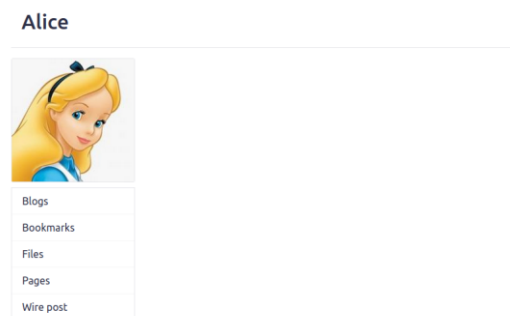 Alice
Blogs
Bookmarks
Files
Pages
Wire post